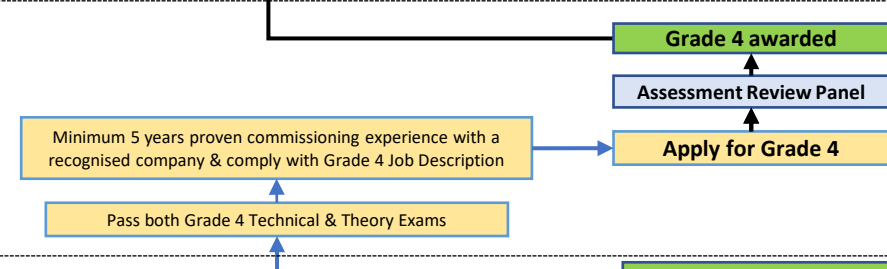 Grade 4 awarded
Assessment Review Panel
Minimum 5 years proven commissioning experience with a
recognised company & comply with Grade 4 Job Description
Apply for Grade 4
Pass both Grade 4 Technical & Theory Exams